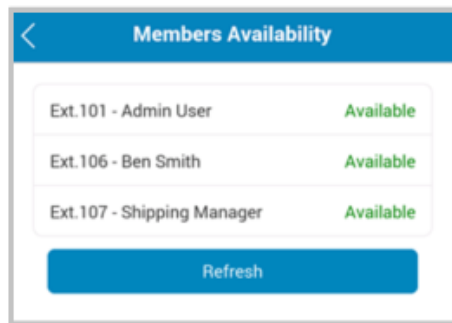 Members Availability
Ext.101 - Admin User Available
Ext.106 - Ben Smith Available
Ext.107 - Shipping Manager Available
Refresh